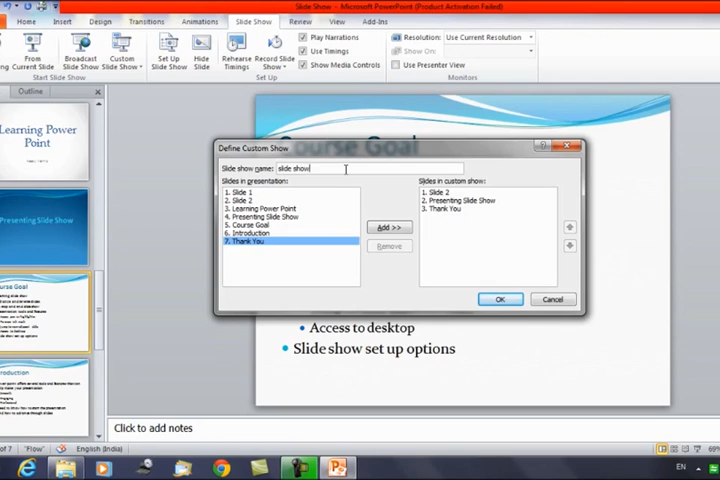 Slide Show - Microsoft PowerPoint (Product Activation Failed)
Home Insert Design Transitions Animations Slide Show Review View Add-Ins
From Current Slide
Broadcast Slide Show
Custom Slide Show
Set Up Slide Show
Hide Slide
Rehearse Timings
Record Slide Show
Play Narrations
Use Timings
Show Media Controls
Resolution: Use Current Resolution
Show On:
Use Presenter View
Start Slide Show
Set Up
Monitors
Outline
Learning Power Point
Presenting Slide Show
Course Goal
Define Custom Show
Slide show name: slide show
Slides in presentation:
1. Slide 1
2. Slide 2
3. Learning Power Point
4. Presenting Slide Show
5. Course Goal
6. Introduction
7. Thank You
Add >>
Remove
Slides in custom show:
1. Slide 2
2. Presenting Slide Show
3. Thank You
OK Cancel
• Access to desktop
• Slide show set up options
Click to add notes
of 7 "Flow" English (India) 69%
EN